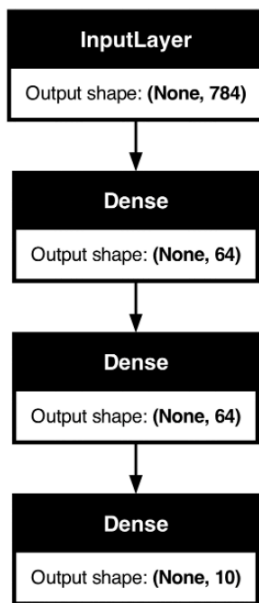 InputLayer
Output shape: (None, 784)
Dense
Output shape: (None, 64)
Dense
Output shape: (None, 64)
Dense
Output shape: (None, 10)